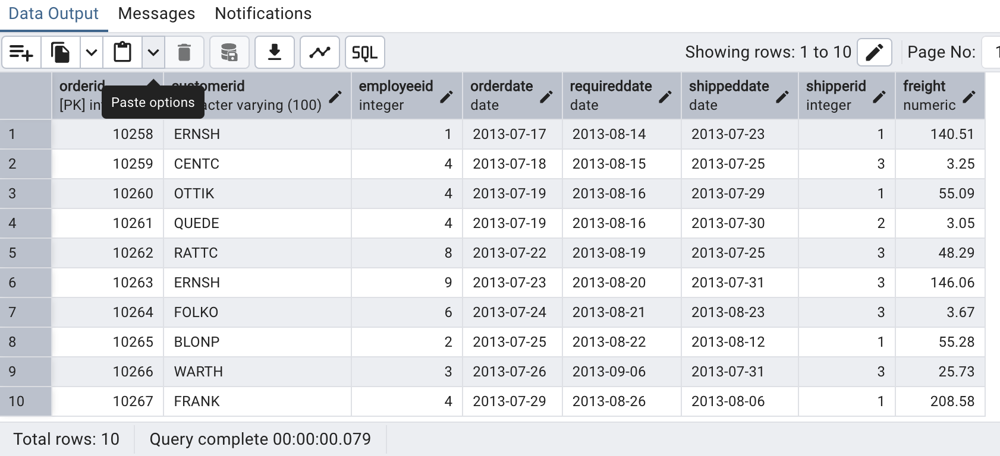 Data Output Messages Notifications
SQL Showing rows: 1 to 10 Page No: 1
orderid customerid employeeid orderdate requireddate shippeddate shipperid freight
Paste options
[PK] in acter varying (100) integer date date date integer numeric
1 10258 ERNSH 1 2013-07-17 2013-08-14 2013-07-23 1 140.51
2 10259 CENTC 4 2013-07-18 2013-08-15 2013-07-25 3 3.25
3 10260 OTTIK 4 2013-07-19 2013-08-16 2013-07-29 1 55.09
4 10261 QUEDE 4 2013-07-19 2013-08-16 2013-07-30 2 3.05
5 10262 RATTC 8 2013-07-22 2013-08-19 2013-07-25 3 48.29
6 10263 ERNSH 9 2013-07-23 2013-08-20 2013-07-31 3 146.06
7 10264 FOLKO 6 2013-07-24 2013-08-21 2013-08-23 3 3.67
8 10265 BLONP 2 2013-07-25 2013-08-22 2013-08-12 1 55.28
9 10266 WARTH 3 2013-07-26 2013-09-06 2013-07-31 3 25.73
10 10267 FRANK 4 2013-07-29 2013-08-26 2013-08-06 1 208.58
Total rows: 10 Query complete 00:00:00.079